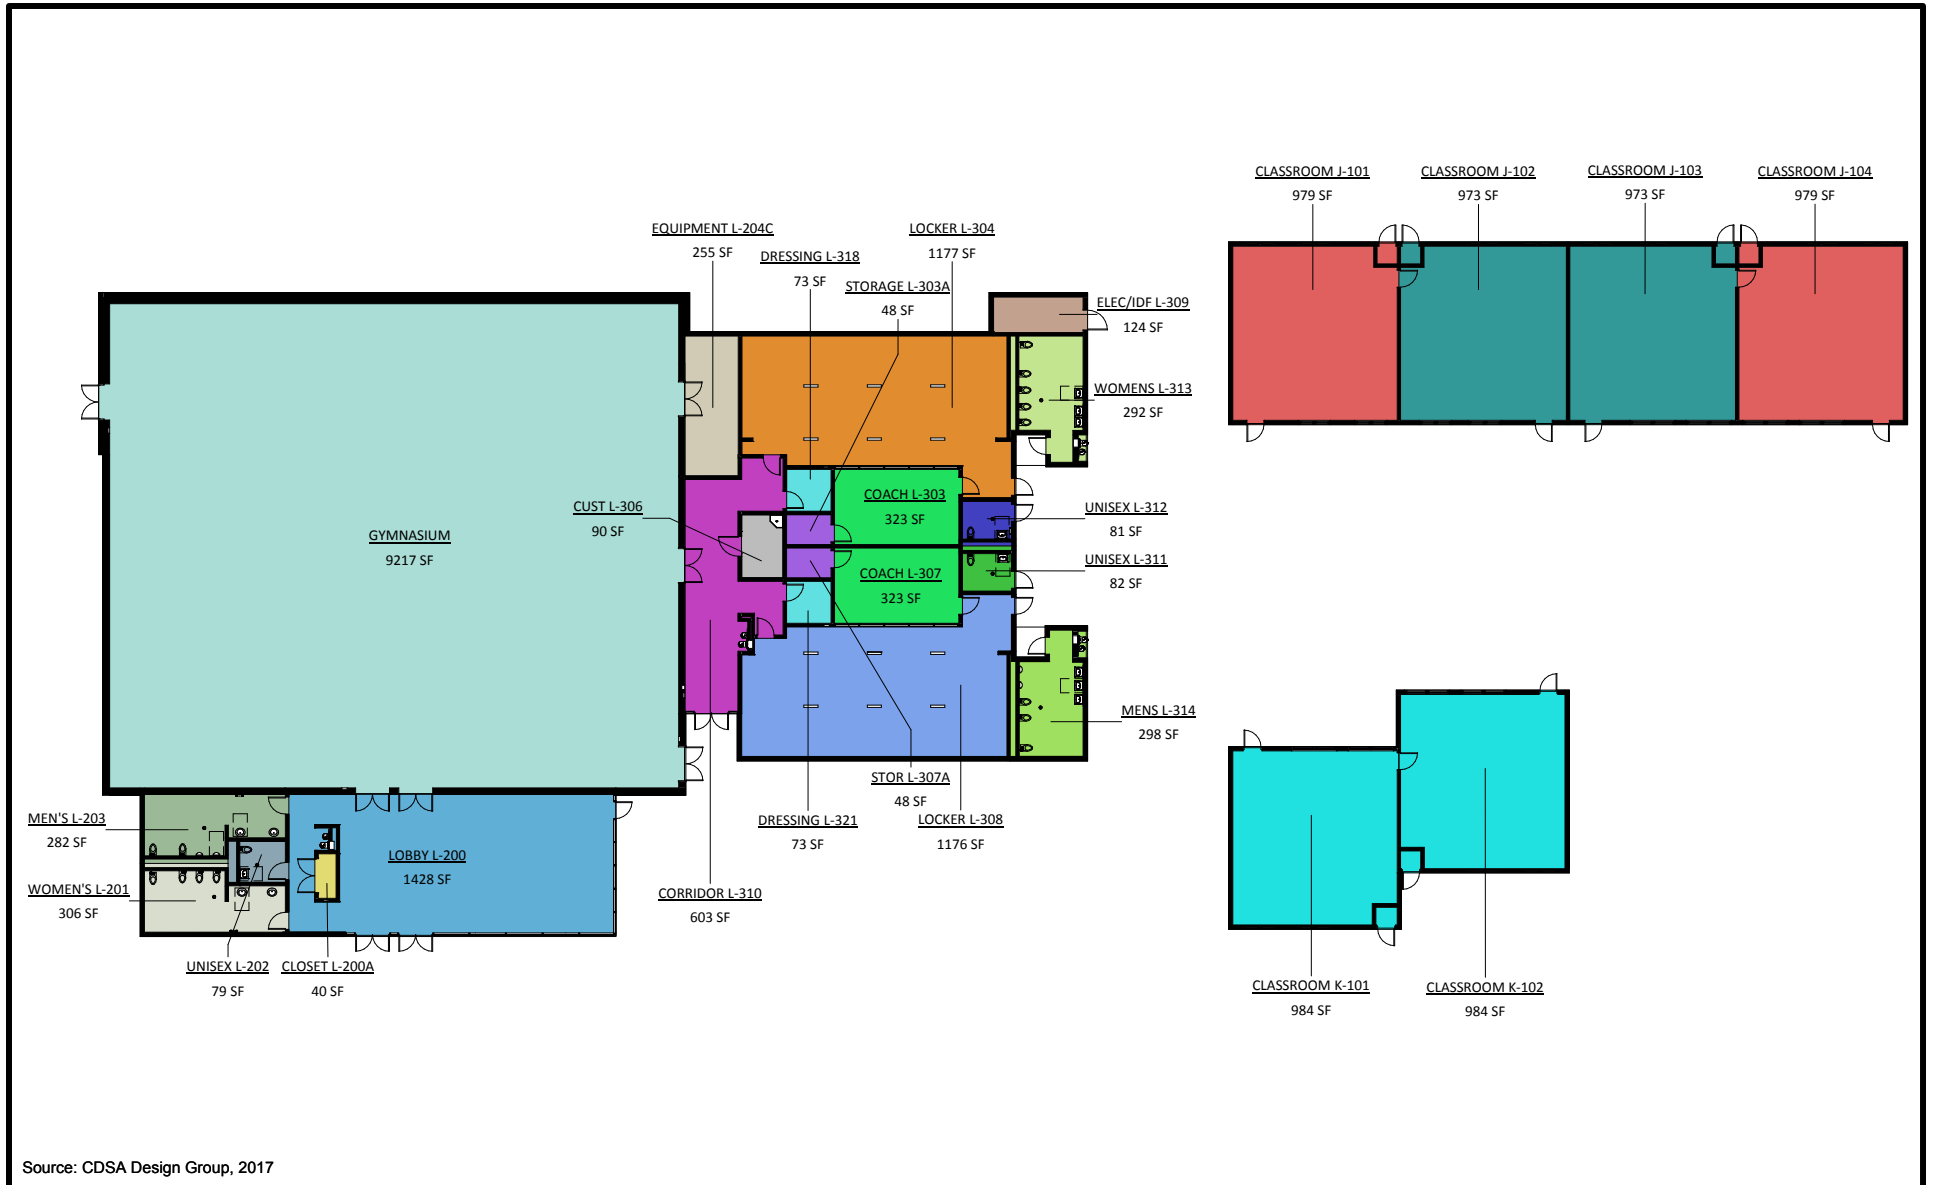 CLASSROOM J-101
979 SF
CLASSROOM J-102
973 SF
CLASSROOM J-103
973 SF
CLASSROOM J-104
979 SF
EQUIPMENT L-204C
255 SF
LOCKER L-304
1177 SF
DRESSING L-318
73 SF
STORAGE L-303A
48 SF
ELEC/IDF L-309
124 SF
WOMENS L-313
292 SF
COACH L-303
323 SF
CUST L-306
90 SF
UNISEX L-312
81 SF
GYMNASIUM
9217 SF
UNISEX L-311
82 SF
COACH L-307
323 SF
MENS L-314
298 SF
STOR L-307A
48 SF
DRESSING L-321
73 SF
LOCKER L-308
1176 SF
MEN'S L-203
282 SF
LOBBY L-200
1428 SF
WOMEN'S L-201
306 SF
CORRIDOR L-310
603 SF
UNISEX L-202
79 SF
CLOSET L-200A
40 SF
CLASSROOM K-101
984 SF
CLASSROOM K-102
984 SF
Source: CDSA Design Group, 2017